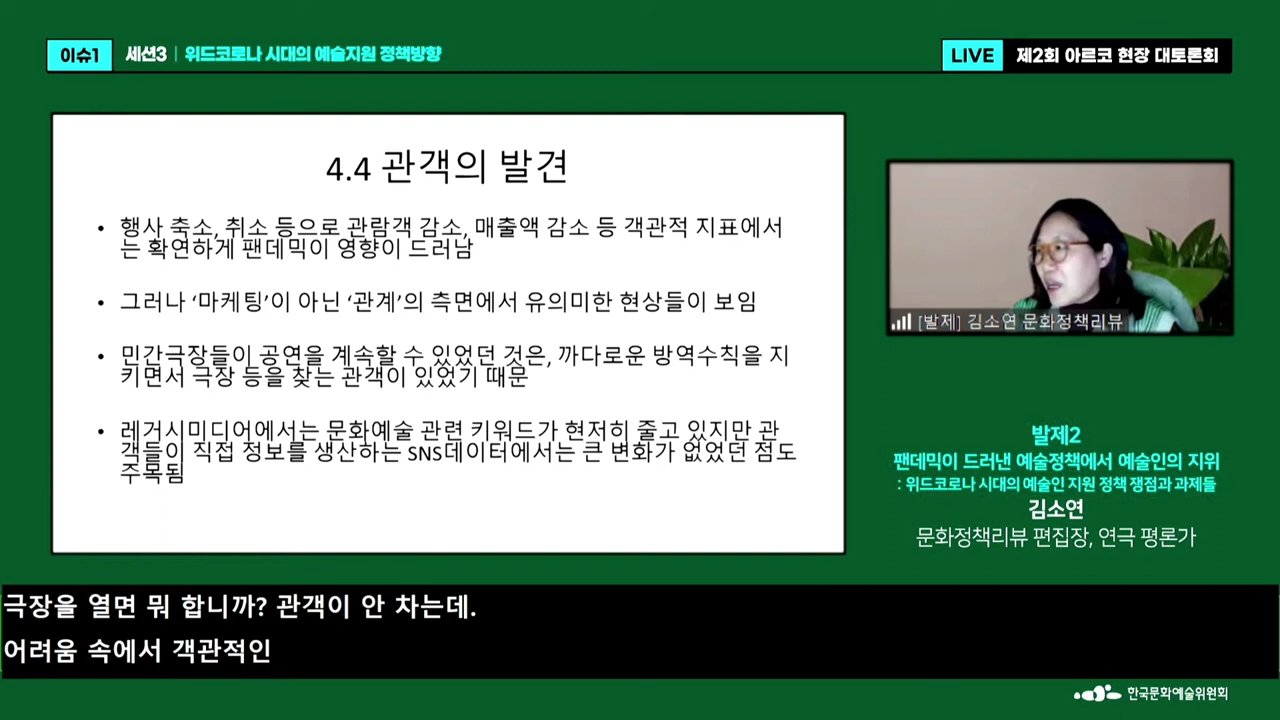 이슈1
세션3 | 위드코로나 시대의 예술지원 정책방향
LIVE
제2회 아르코 현장 대토론회
4.4 관객의 발견
• 행사 축소, 취소 등으로 관람객 감소, 매출액 감소 등 객관적 지표에서
는 확연하게 팬데믹이 영향이 드러남
• 그러나 ‘마케팅’이 아닌 ‘관계’의 측면에서 유의미한 현상들이 보임
• 민간극장들이 공연을 계속할 수 있었던 것은, 까다로운 방역수칙을 지
키면서 극장 등을 찾는 관객이 있었기 때문
• 레거시미디어에서는 문화예술 관련 키워드가 현저히 줄고 있지만 관
객들이 직접 정보를 생산하는 SNS데이터에서는 큰 변화가 없었던 점도
주목됨
[발제] 김소연 문화정책리뷰
발제2
팬데믹이 드러낸 예술정책에서 예술인의 지위
: 위드코로나 시대의 예술인 지원 정책 쟁점과 과제들
김소연
문화정책리뷰 편집장, 연극 평론가
극장을 열면 뭐 합니까? 관객이 안 차는데.
어려움 속에서 객관적인
한국문화예술위원회